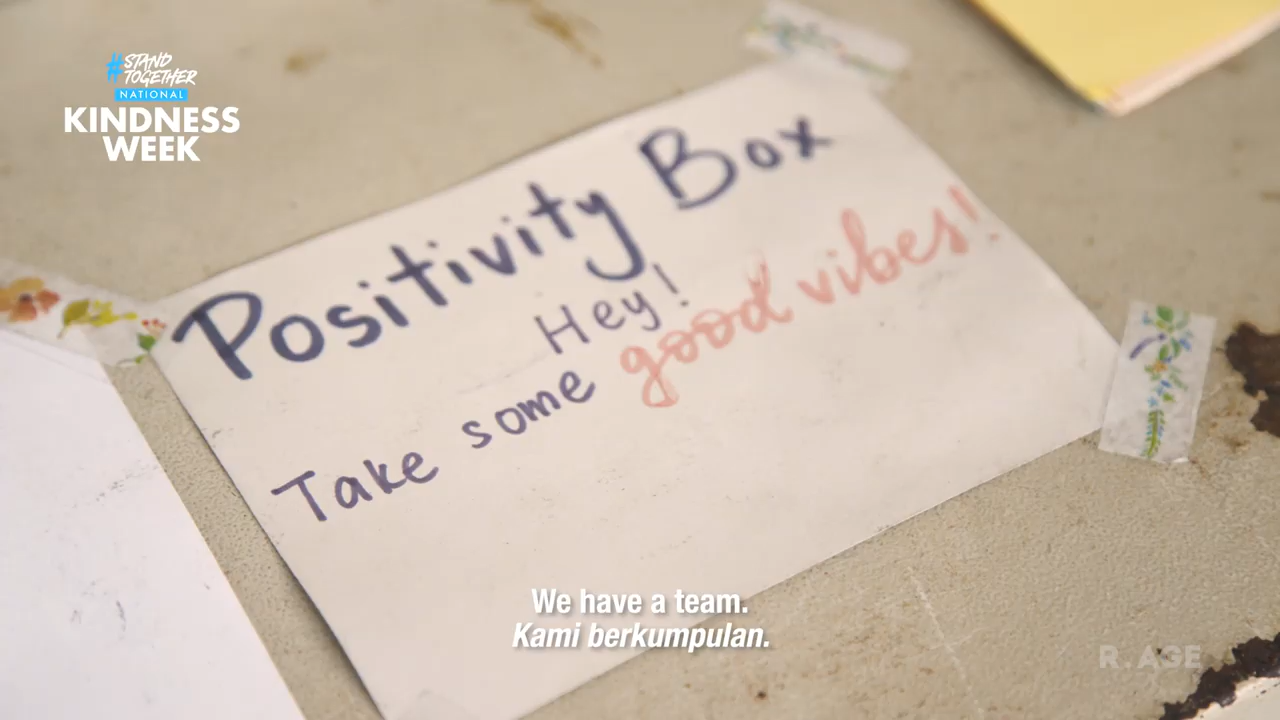 #STAND
TOGETHER
NATIONAL
KINDNESS
WEEK
Positivity Box
Hey!
Take some good vibes!
We have a team.
Kami berkumpulan.
R.AGE